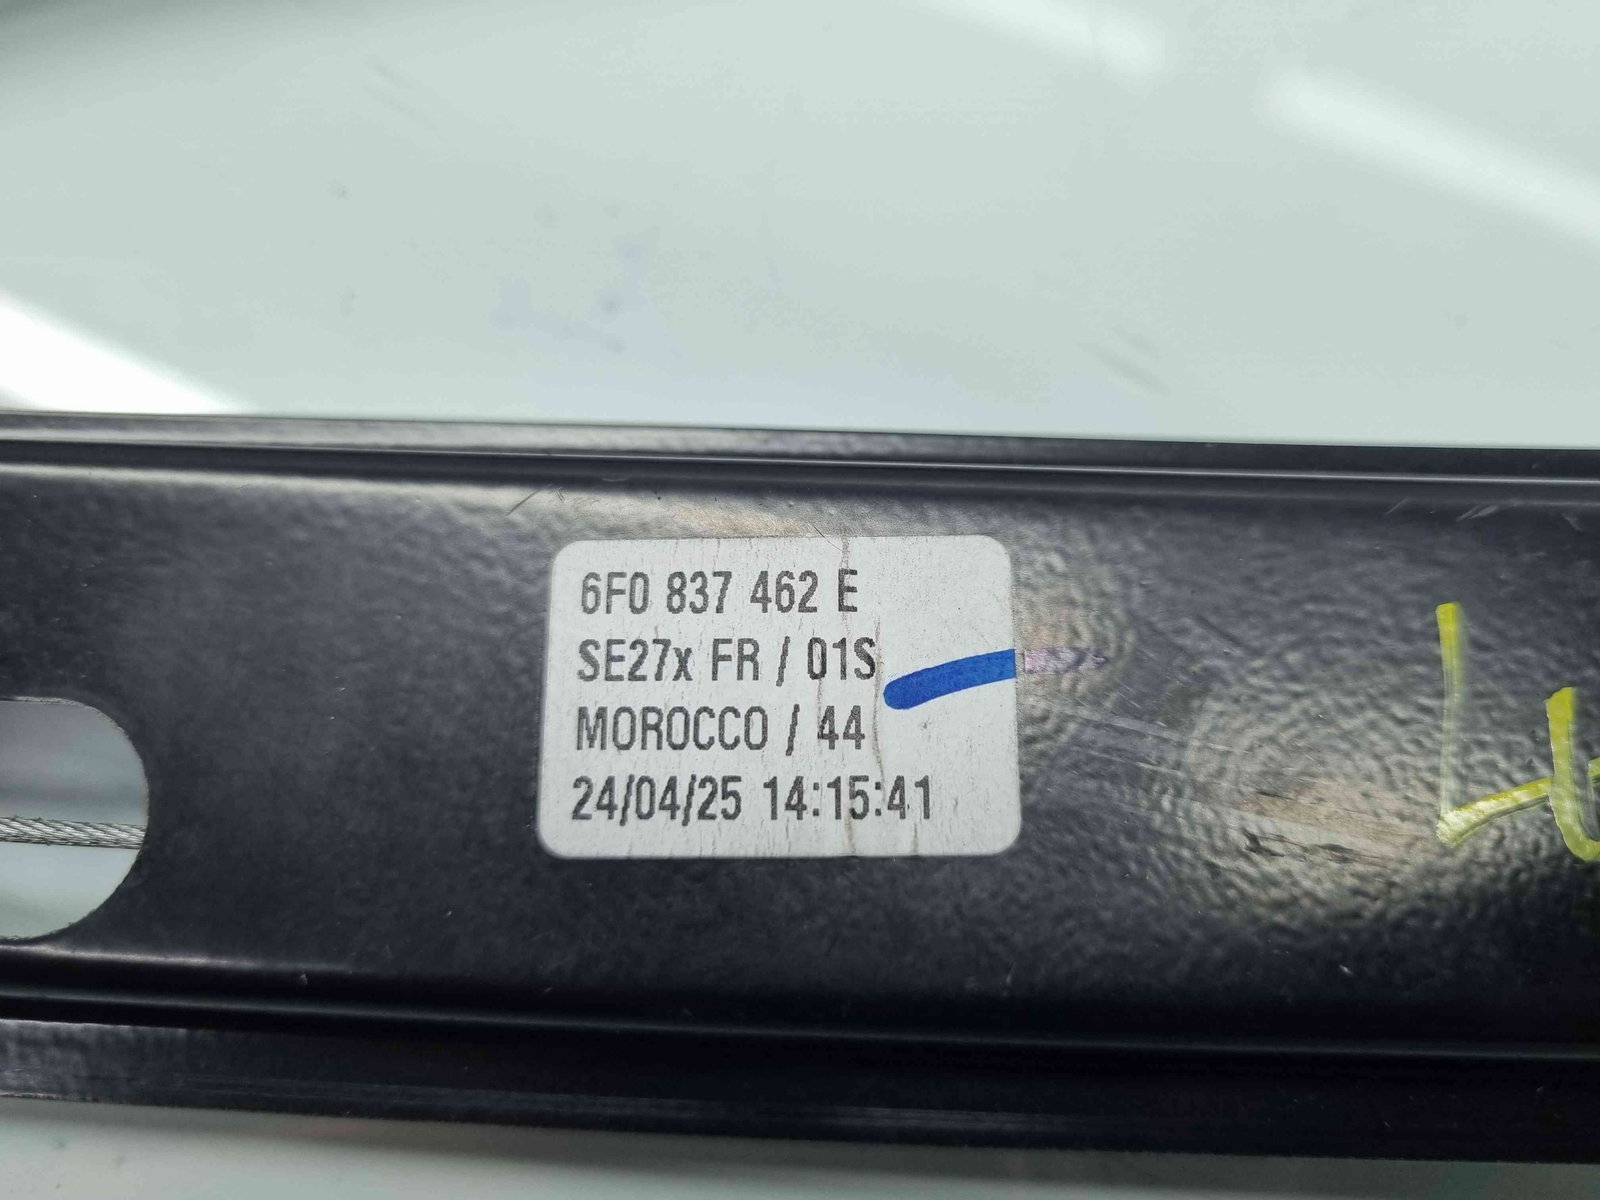 6F0 837 462 E
SE27x FR / 01S
MOROCCO / 44
24/04/25 14:15:41